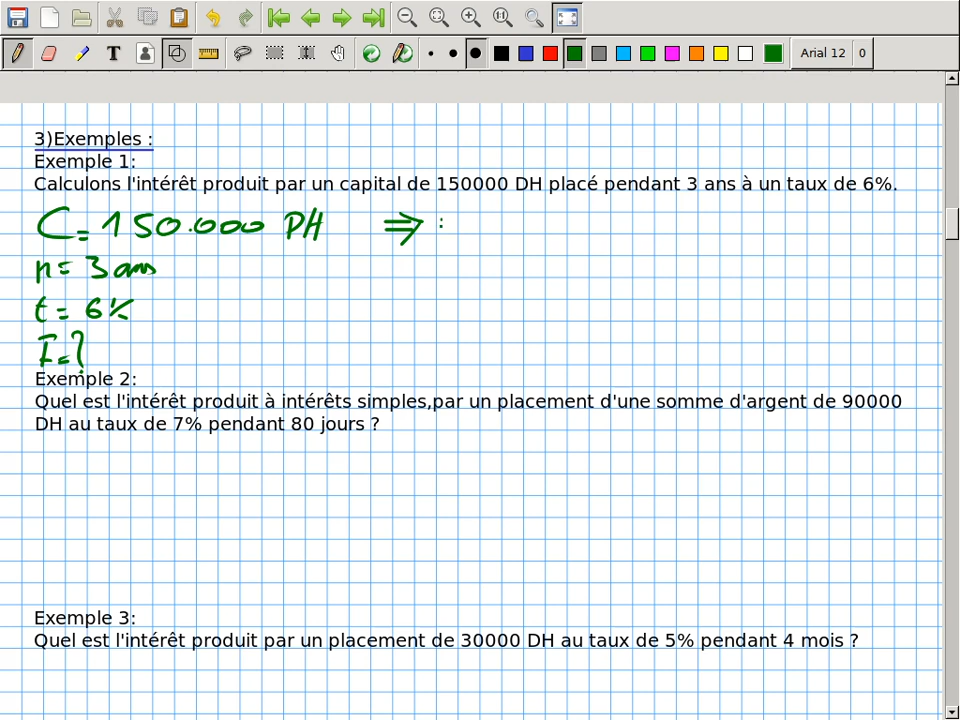 Arial 12 0
3)Exemples :
Exemple 1:
Calculons l'intérêt produit par un capital de 150000 DH placé pendant 3 ans à un taux de 6%.
C= 150.000 DH ⇒ :
n= 3 ans
t= 6%
I=?
Exemple 2:
Quel est l'intérêt produit à intérêts simples,par un placement d'une somme d'argent de 90000
DH au taux de 7% pendant 80 jours ?
Exemple 3:
Quel est l'intérêt produit par un placement de 30000 DH au taux de 5% pendant 4 mois ?